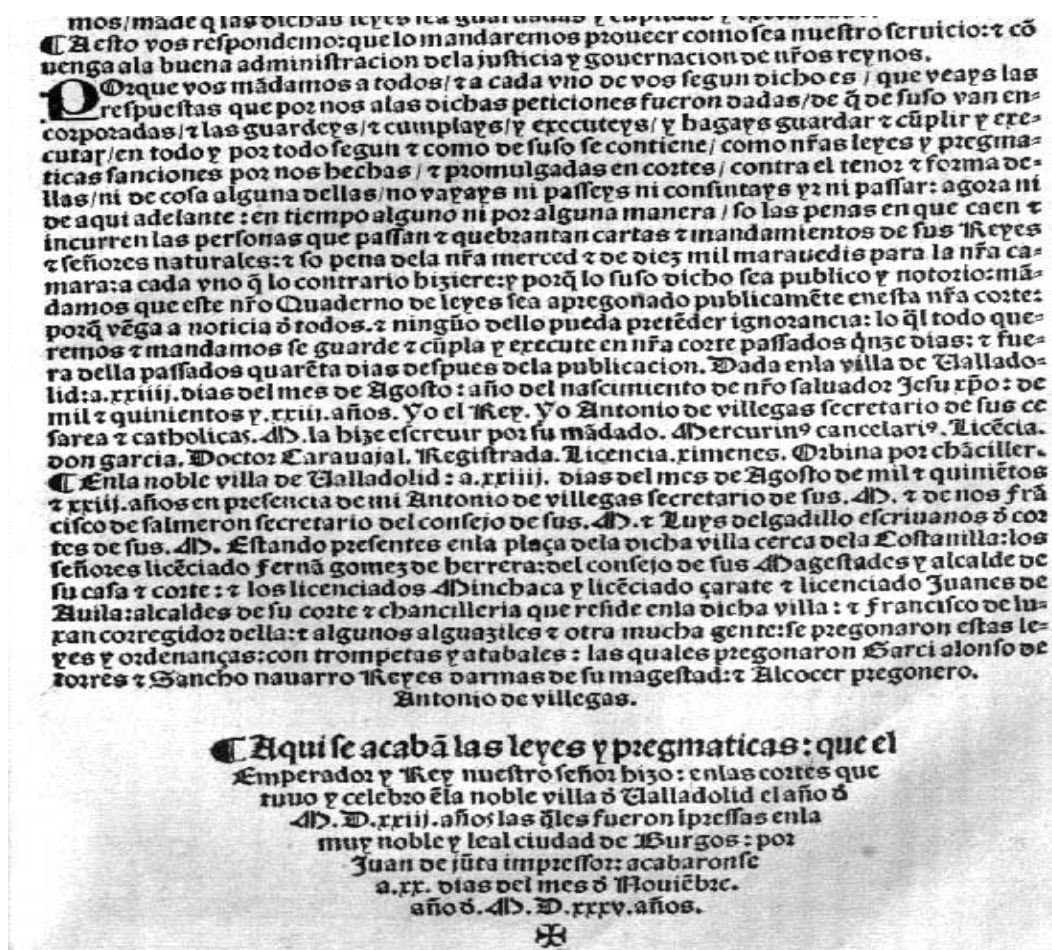 mos/māde q̄ las dichas leyes sea guardadas y cūplidas y executadas.
¶ A esto vos respondemo:que lo mandaremos proueer como sea nuestro seruicio:⁊ cō
uenga ala buena administracion dela justicia y gouernacion de nr̄os reynos.
POrque vos mādamos a todos/⁊ a cada vno de vos segun dicho es / que veays las
respuestas que por nos alas dichas peticiones fueron dadas/de q̄ de suso van en-
corporadas/⁊ las guardeys/⁊ cumplays/y executeys/ y hagays guardar ⁊ cūplir y exe-
cutar/en todo y por todo segun ⁊ como de suso se contiene/ como nr̄as leyes y pregma-
ticas sanciones por nos hechas / ⁊ promulgadas en cortes / contra el tenor ⁊ forma de-
llas/ni de cosa alguna dellas/no vayays ni passeys ni consintays yr ni passar: agora ni
de aqui adelante : en tiempo alguno ni por alguna manera / so las penas en que caen ⁊
incurren las personas que passan ⁊ quebrantan cartas ⁊ mandamientos de sus Reyes
⁊ señores naturales:⁊ so pena dela nr̄a merced ⁊ de diez mil marauedis para la nr̄a ca-
mara:a cada vno q̄ lo contrario hiziere:y porq̄ lo suso dicho sea publico y notorio:mā-
damos que este nr̄o Quaderno de leyes sea apregonado publicamēte enesta nr̄a corte:
porq̄ vēga a noticia d̄ todos.⁊ ningūo dello pueda pretēder ignorancia: lo q̄l todo que-
remos ⁊ mandamos se guarde ⁊ cūpla y execute en nr̄a corte passados q̄nze dias: ⁊ fue-
ra della passados quarēta dias despues dela publicacion. Dada enla villa de Vallado-
lid:a.xxiiij.dias del mes de Agosto : año del nascimiento de nr̄o saluador Jesu xp̄o: de
mil ⁊ quinientos y.xxiij.años. Yo el Rey. Yo Antonio de villegas secretario de sus ce
sarea ⁊ catholicas.M.la hize escreuir por su mādado. Mercurinꝰ cancelariꝰ. Licēcia.
don garcia. Doctor Carauajal. Registrada. Licencia.ximenes. Orbina por chāciller.
¶ Enla noble villa de Valladolid : a.xxiiij. dias del mes de Agosto de mil ⁊ quiniētos
⁊ xxiij.años en presencia de mi Antonio de villegas secretario de sus.M. ⁊ de nos frā
cisco de salmeron secretario del consejo de sus.M.⁊ Luys delgadillo escriuanos d̄ cor
tes de sus.M. Estando presentes enla plaça dela dicha villa cerca dela Costanilla:los
señores licēciado fernā gomez de herrera:del consejo de sus Magestades y alcalde de
su casa ⁊ corte: ⁊ los licenciados Minchaca y licēciado çarate ⁊ licenciado Juanes de
Auila:alcaldes de su corte ⁊ chancilleria que reside enla dicha villa : ⁊ francisco de lu-
xan corregidor della:⁊ algunos alguaziles ⁊ otra mucha gente:se pregonaron estas le-
yes y ordenanças:con trompetas y atabales : las quales pregonaron Garci alonso de
torres ⁊ Sancho nauarro Reyes darmas de su magestad:⁊ Alcocer pregonero.
Antonio de villegas.
¶ Aqui se acabā las leyes y pregmaticas:que el
Emperador y Rey nuestro señor hizo : enlas cortes que
tuuo y celebro ēla noble villa d̄ Valladolid el año d̄
M.D.xxiij.años las q̄les fueron īpressas enla
muy noble y leal ciudad de Burgos : por
Juan de jūta impressor: acabaronse
a.xx. dias del mes d̄ Nouiēbre.
año d̄.M.D.xxxv.años.
✠